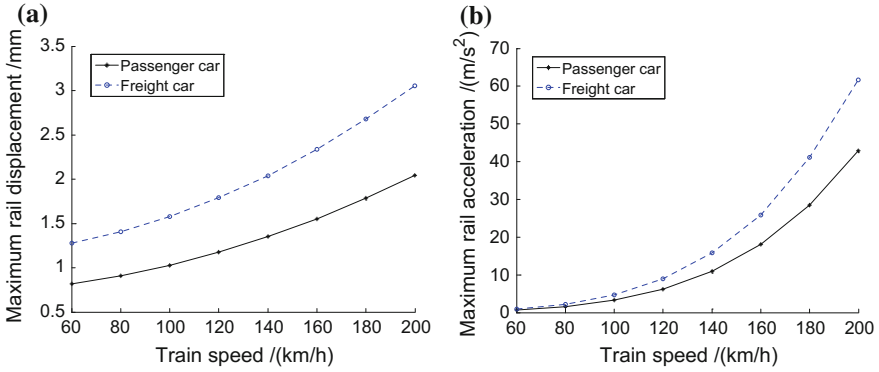 (a)
Maximum rail displacement /mm
3.5
3
2.5
2
1.5
1
0.5
Passenger car
Freight car
60 80 100 120 140 160 180 200
Train speed /(km/h)
(b)
Maximum rail acceleration /(m/s²)
70
60
50
40
30
20
10
0
Passenger car
Freight car
60 80 100 120 140 160 180 200
Train speed /(km/h)